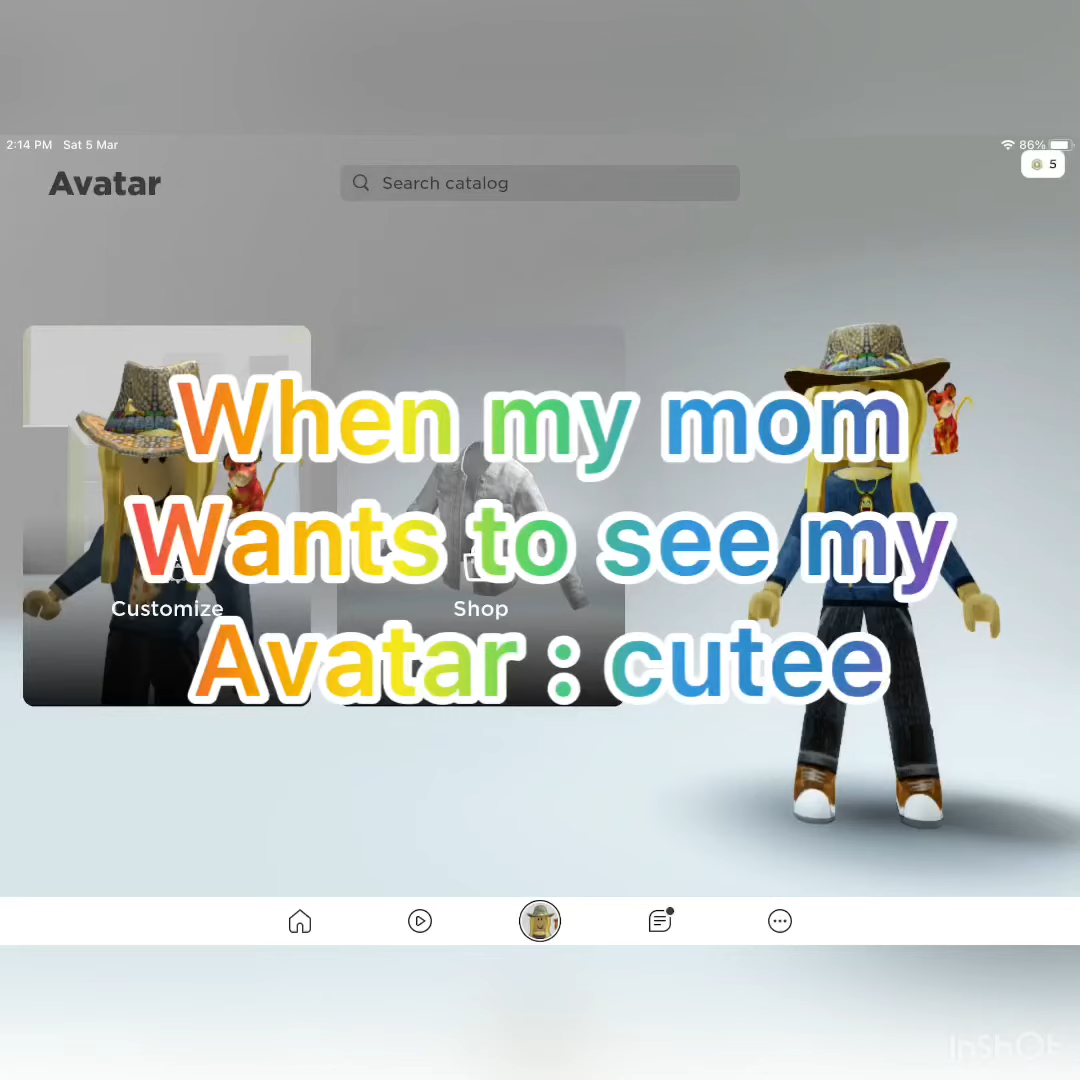 2:14 PM Sat 5 Mar
86%
Avatar
Search catalog
5
When my mom
Wants to see my
Avatar : cutee
Customize
Shop
InShOt